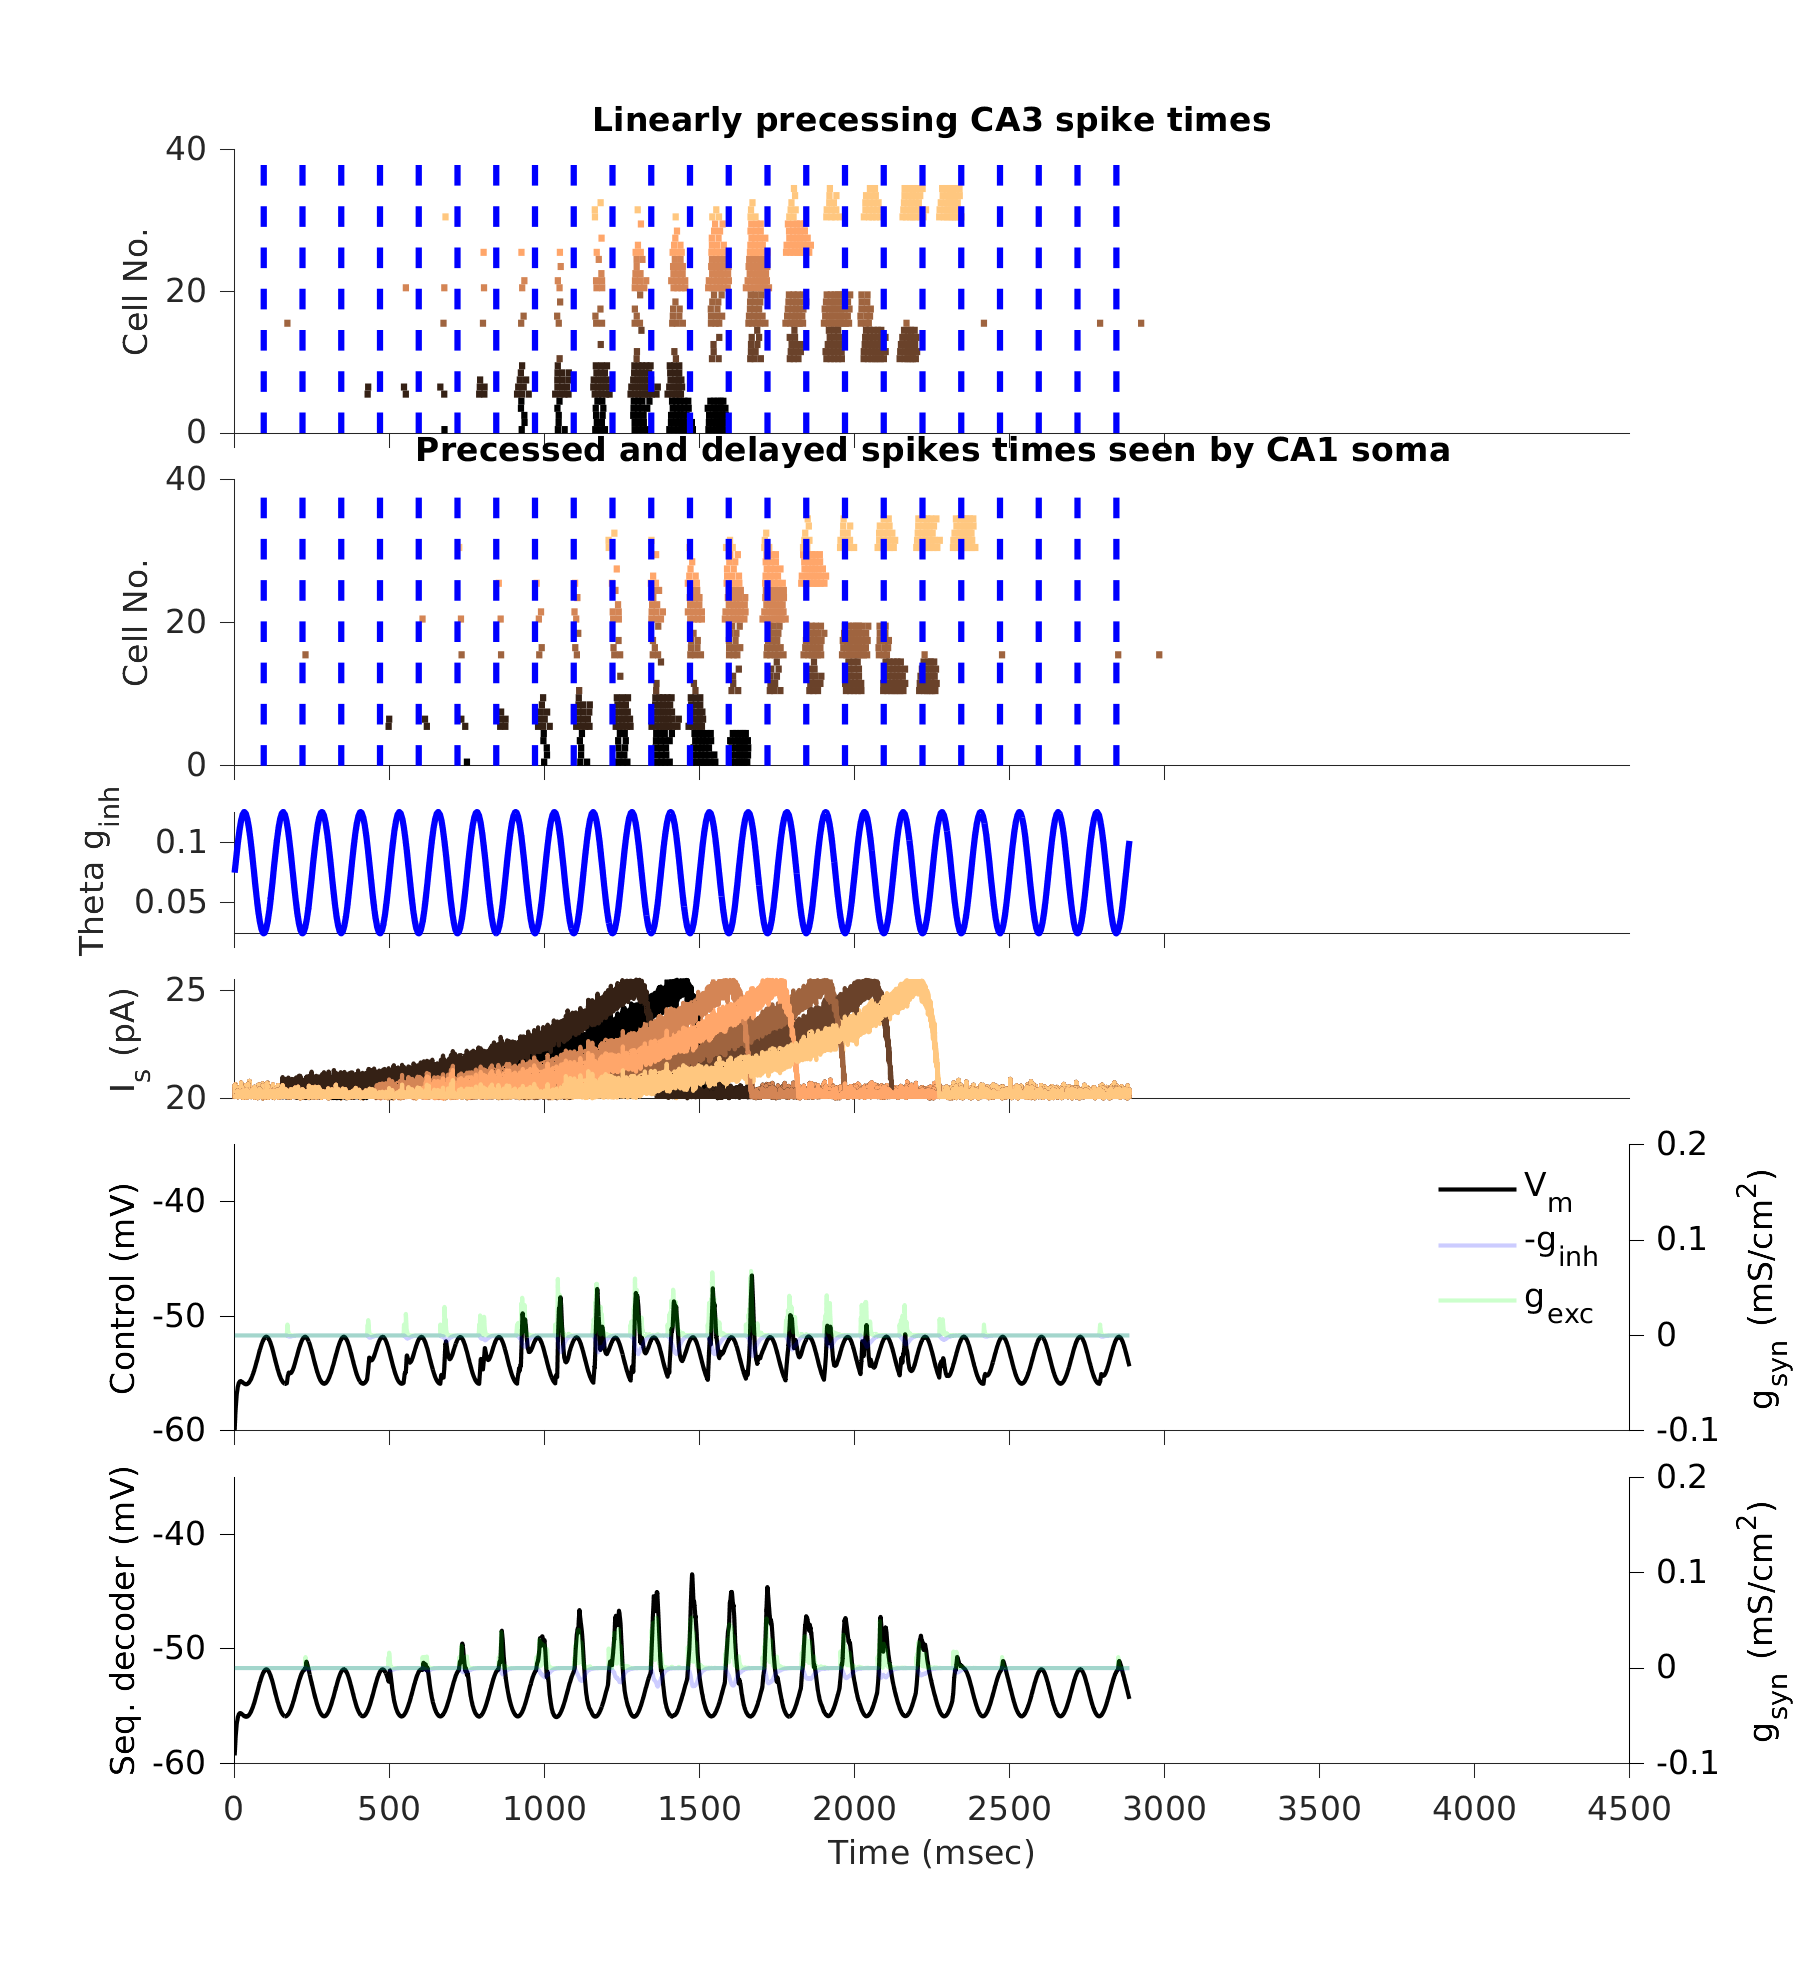 Linearly precessing CA3 spike times
40
20
0
Cell No.
Precessed and delayed spikes times seen by CA1 soma
40
20
0
Cell No.
0.1
0.05
Theta g_inh
25
20
I_s (pA)
-40
-50
-60
Control (mV)
V_m
-g_inh
g_exc
0.2
0.1
0
-0.1
g_syn (mS/cm^2)
-40
-50
-60
Seq. decoder (mV)
0.2
0.1
0
-0.1
g_syn (mS/cm^2)
0 500 1000 1500 2000 2500 3000 3500 4000 4500
Time (msec)